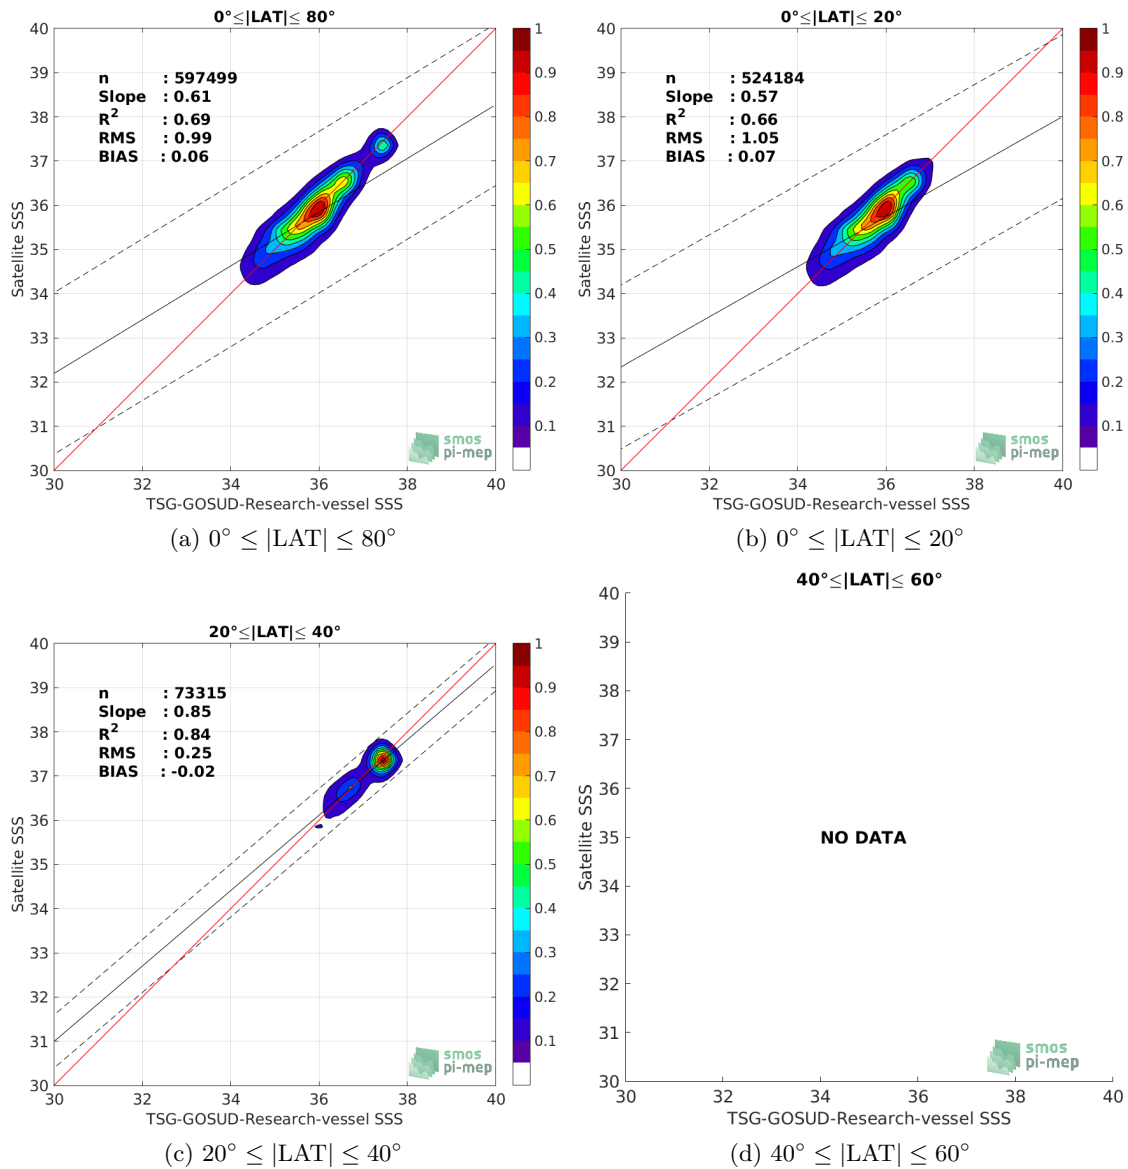 0°≤|LAT|≤ 80°
40
39
38
37
36
35
34
33
32
31
30
Satellite SSS
n : 597499
Slope : 0.61
R2 : 0.69
RMS : 0.99
BIAS : 0.06
1
0.9
0.8
0.7
0.6
0.5
0.4
0.3
0.2
0.1
smos
pi-mep
30 32 34 36 38 40
TSG-GOSUD-Research-vessel SSS
(a) 0° ≤ |LAT| ≤ 80°
0°≤|LAT|≤ 20°
40
39
38
37
36
35
34
33
32
31
30
Satellite SSS
n : 524184
Slope : 0.57
R2 : 0.66
RMS : 1.05
BIAS : 0.07
1
0.9
0.8
0.7
0.6
0.5
0.4
0.3
0.2
0.1
smos
pi-mep
30 32 34 36 38 40
TSG-GOSUD-Research-vessel SSS
(b) 0° ≤ |LAT| ≤ 20°
20°≤|LAT|≤ 40°
40
39
38
37
36
35
34
33
32
31
30
Satellite SSS
n : 73315
Slope : 0.85
R2 : 0.84
RMS : 0.25
BIAS : -0.02
1
0.9
0.8
0.7
0.6
0.5
0.4
0.3
0.2
0.1
smos
pi-mep
30 32 34 36 38 40
TSG-GOSUD-Research-vessel SSS
(c) 20° ≤ |LAT| ≤ 40°
40°≤|LAT|≤ 60°
40
39
38
37
36
35
34
33
32
31
30
Satellite SSS
NO DATA
smos
pi-mep
30 32 34 36 38 40
TSG-GOSUD-Research-vessel SSS
(d) 40° ≤ |LAT| ≤ 60°